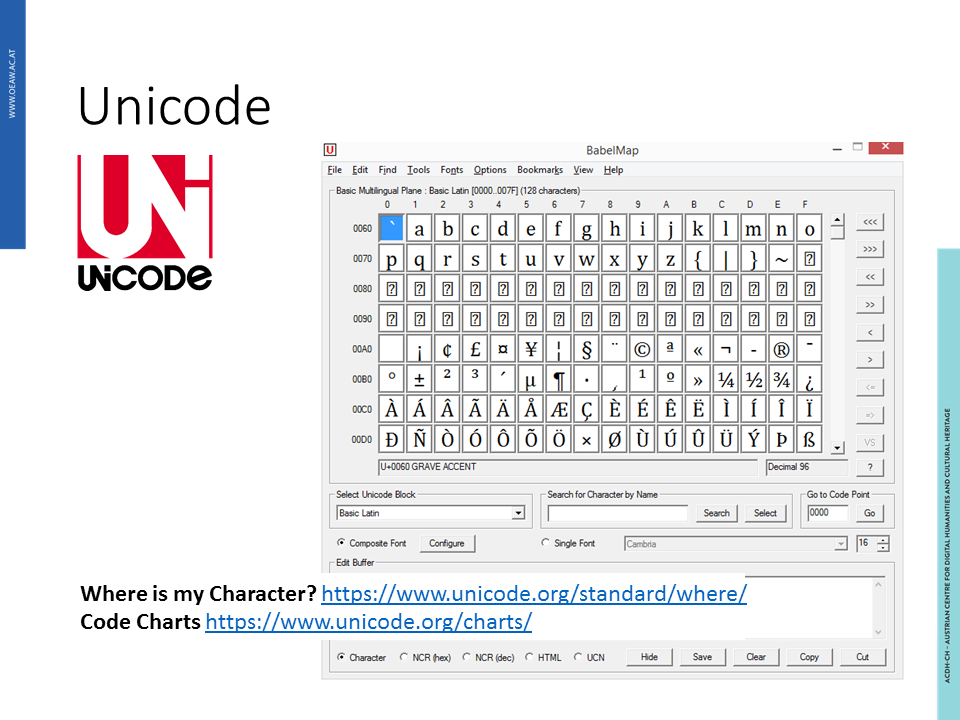 WWW.OEAW.AC.AT
Unicode
UNiCODE
BabelMap
File Edit Find Tools Fonts Options Bookmarks View Help
Basic Multilingual Plane : Basic Latin [0000..007F] (128 characters)
0 1 2 3 4 5 6 7 8 9 A B C D E F
0060 ` a b c d e f g h i j k l m n o <<<
0070 p q r s t u v w x y z { | } ~ ⍰ >>>
0080 ⍰ ⍰ ⍰ ⍰ ⍰ ⍰ ⍰ ⍰ ⍰ ⍰ ⍰ ⍰ ⍰ ⍰ ⍰ ⍰ <<
0090 ⍰ ⍰ ⍰ ⍰ ⍰ ⍰ ⍰ ⍰ ⍰ ⍰ ⍰ ⍰ ⍰ ⍰ ⍰ ⍰ >>
00A0 ¡ ¢ £ ¤ ¥ ¦ § ¨ © ª « ¬ - ® ¯ <
>
00B0 ° ± ² ³ ´ µ ¶ · ¸ ¹ º » ¼ ½ ¾ ¿ <=
00C0 À Á Â Ã Ä Å Æ Ç È É Ê Ë Ì Í Î Ï =>
00D0 Ð Ñ Ò Ó Ô Õ Ö × Ø Ù Ú Û Ü Ý Þ ß VS
U+0060 GRAVE ACCENT Decimal 96 ?
Select Unicode Block Search for Character by Name Go to Code Point
Basic Latin Search Select 0000 Go
Composite Font Configure Single Font Cambria 16
Edit Buffer
Where is my Character? https://www.unicode.org/standard/where/
Code Charts https://www.unicode.org/charts/
Character NCR (hex) NCR (dec) HTML UCN Hide Save Clear Copy Cut
ACDH-CH – AUSTRIAN CENTRE FOR DIGITAL HUMANITIES AND CULTURAL HERITAGE